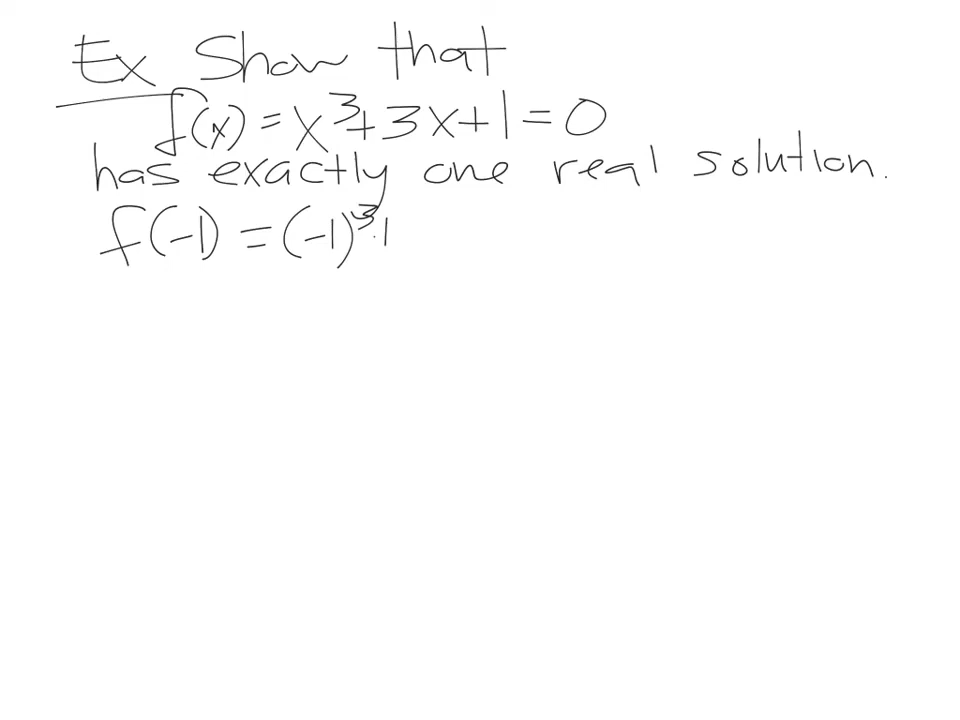 Ex Show that
f(x) = x³ + 3x + 1 = 0
has exactly one real solution.
f(-1) = (-1)³